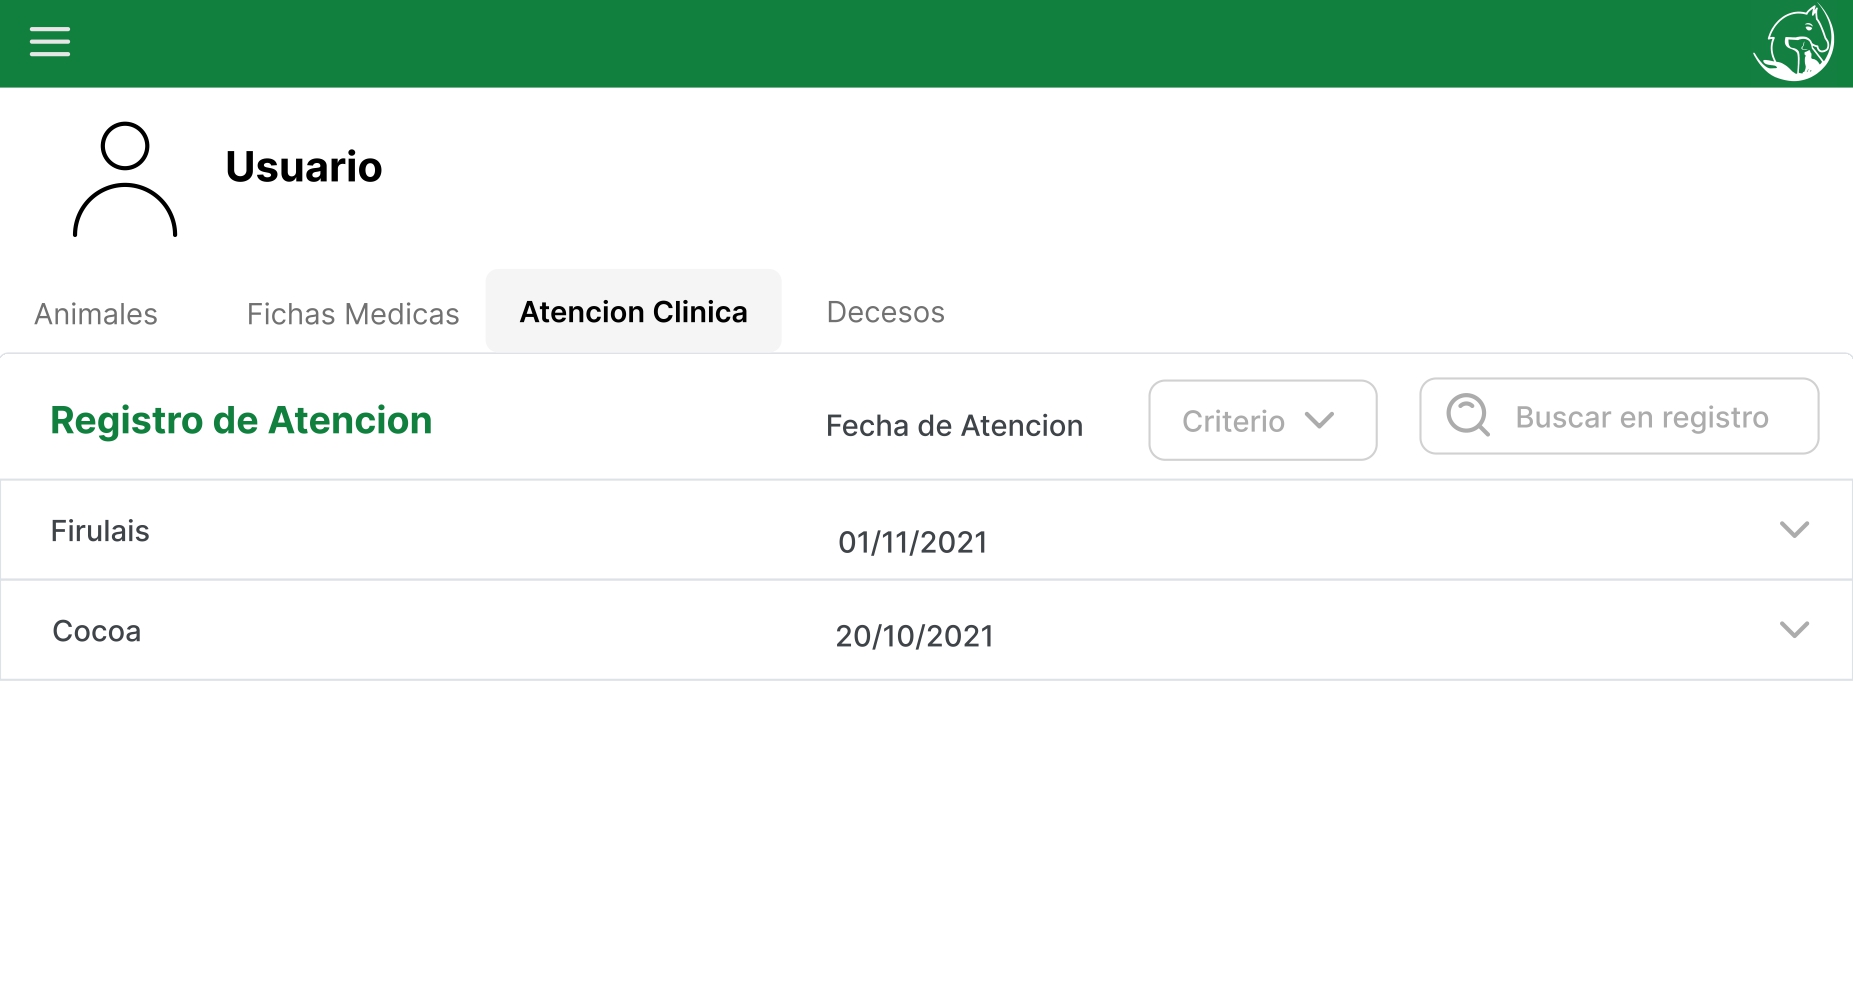 Usuario
Animales
Fichas Medicas
Atencion Clinica
Decesos
Registro de Atencion
Fecha de Atencion
Criterio
Buscar en registro
Firulais
01/11/2021
Cocoa
20/10/2021